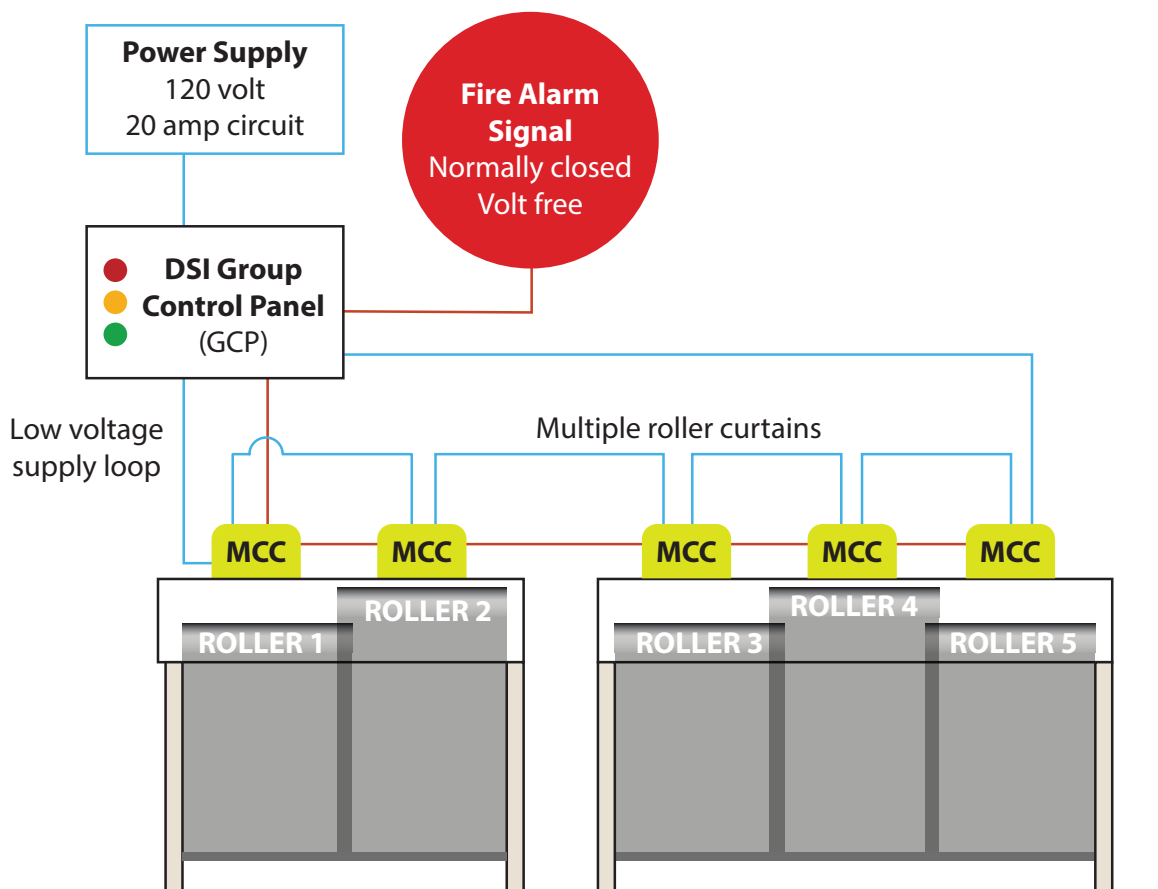 Power Supply
120 volt
20 amp circuit
Fire Alarm
Signal
Normally closed
Volt free
DSI Group
Control Panel
(GCP)
Low voltage
supply loop
Multiple roller curtains
MCC
MCC
MCC
MCC
MCC
ROLLER 1
ROLLER 2
ROLLER 3
ROLLER 4
ROLLER 5